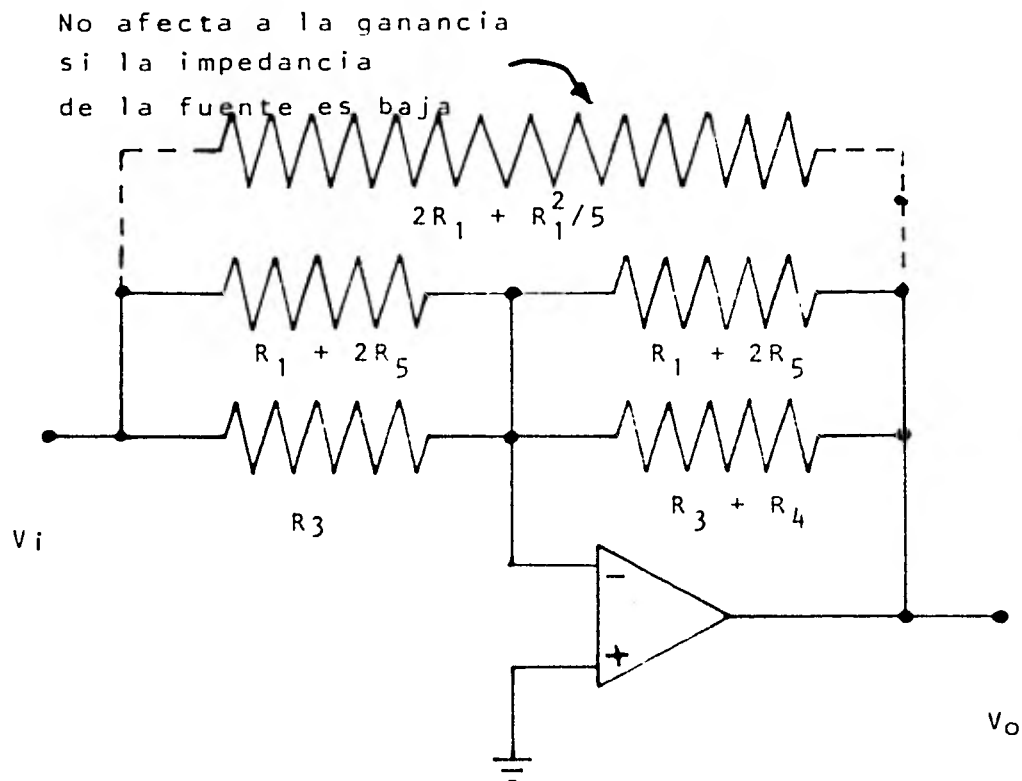 No afecta a la ganancia
si la impedancia
de la fuente es baja
2R₁ + R₁²/5
R₁ + 2R₅
R₁ + 2R₅
R₃
R₃ + R₄
Vi
−
+
Vo